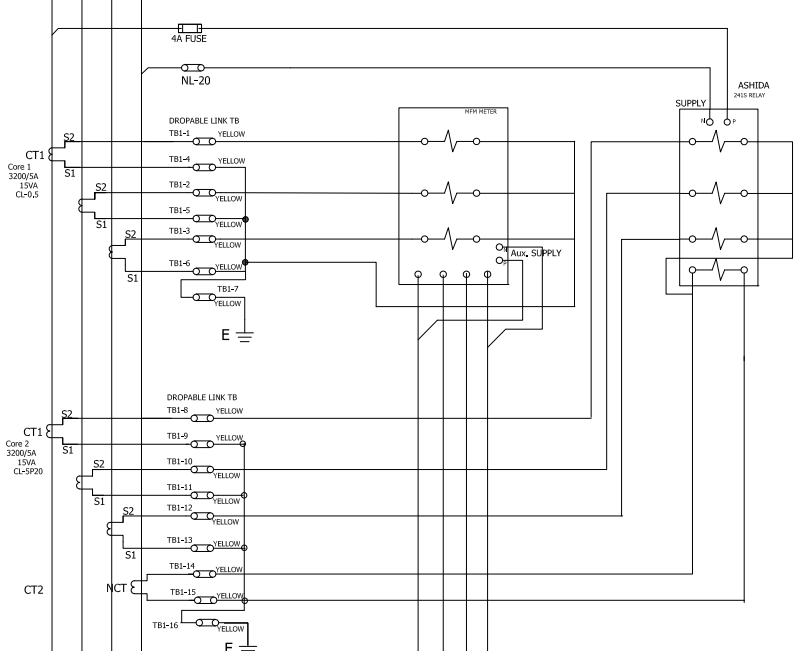 4A FUSE
NL-20
ASHIDA
241S RELAY
SUPPLY
N P
MFM METER
DROPABLE LINK TB
S2 TB1-1 YELLOW
CT1
Core 1
3200/5A
15VA
CL-0.5
S1 TB1-4 YELLOW
S2 TB1-2 YELLOW
S1 TB1-5 YELLOW
S2 TB1-3 YELLOW
S1 TB1-6 YELLOW
N
Aux. SUPPLY
P
TB1-7
YELLOW
E
DROPABLE LINK TB
S2 TB1-8 YELLOW
CT1
Core 2
3200/5A
15VA
CL-5P20
S1 TB1-9 YELLOW
S2 TB1-10 YELLOW
S1 TB1-11 YELLOW
S2 TB1-12 YELLOW
S1 TB1-13 YELLOW
TB1-14 YELLOW
CT2 NCT
TB1-15 YELLOW
TB1-16 YELLOW
E